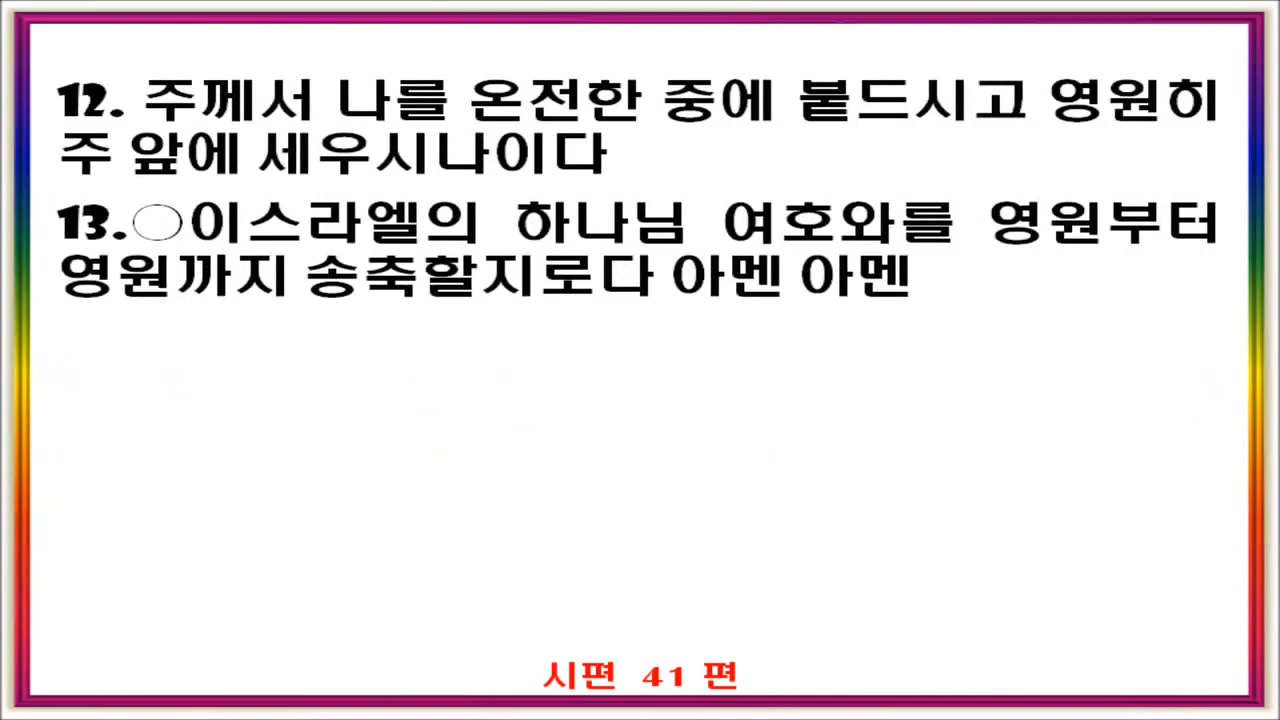 12. 주께서 나를 온전한 중에 붙드시고 영원히
주 앞에 세우시나이다
13.○이스라엘의 하나님 여호와를 영원부터
영원까지 송축할지로다 아멘 아멘
시편 41 편